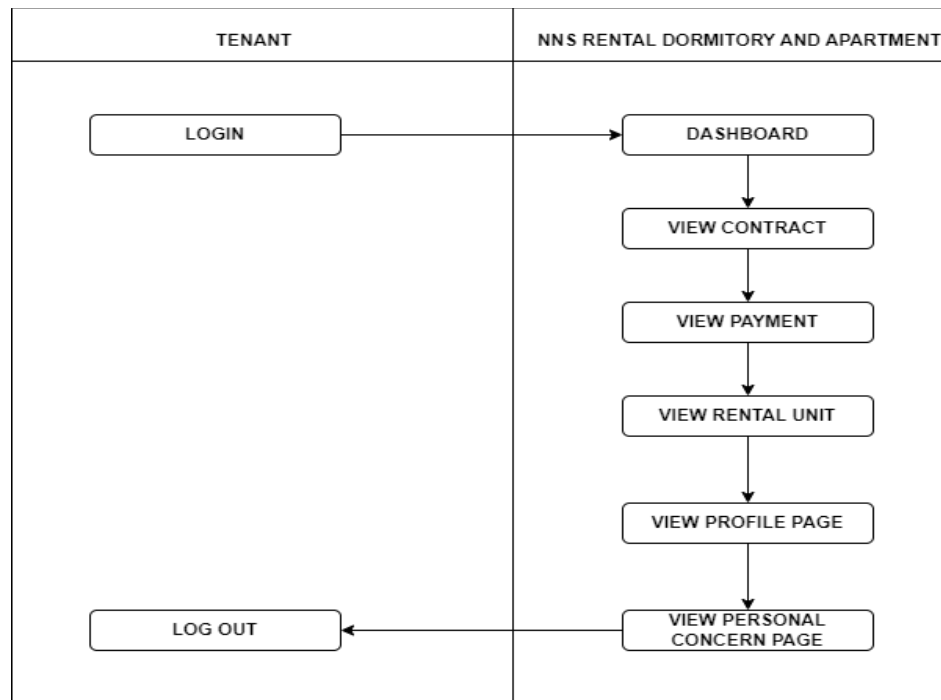 TENANT
NNS RENTAL DORMITORY AND APARTMENT
LOGIN
DASHBOARD
VIEW CONTRACT
VIEW PAYMENT
VIEW RENTAL UNIT
VIEW PROFILE PAGE
LOG OUT
VIEW PERSONAL
CONCERN PAGE